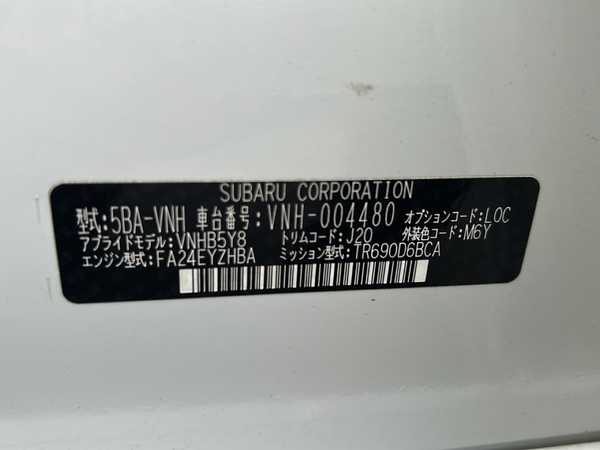 SUBARU CORPORATION
型式:5BA-VNH 車台番号:VNH-004480 オプションコード:LOC
アプライドモデル:VNHB5Y8 トリムコード:J20 外装色コード:M6Y
エンジン型式:FA24EYZHBA ミッション型式:TR690D6BCA